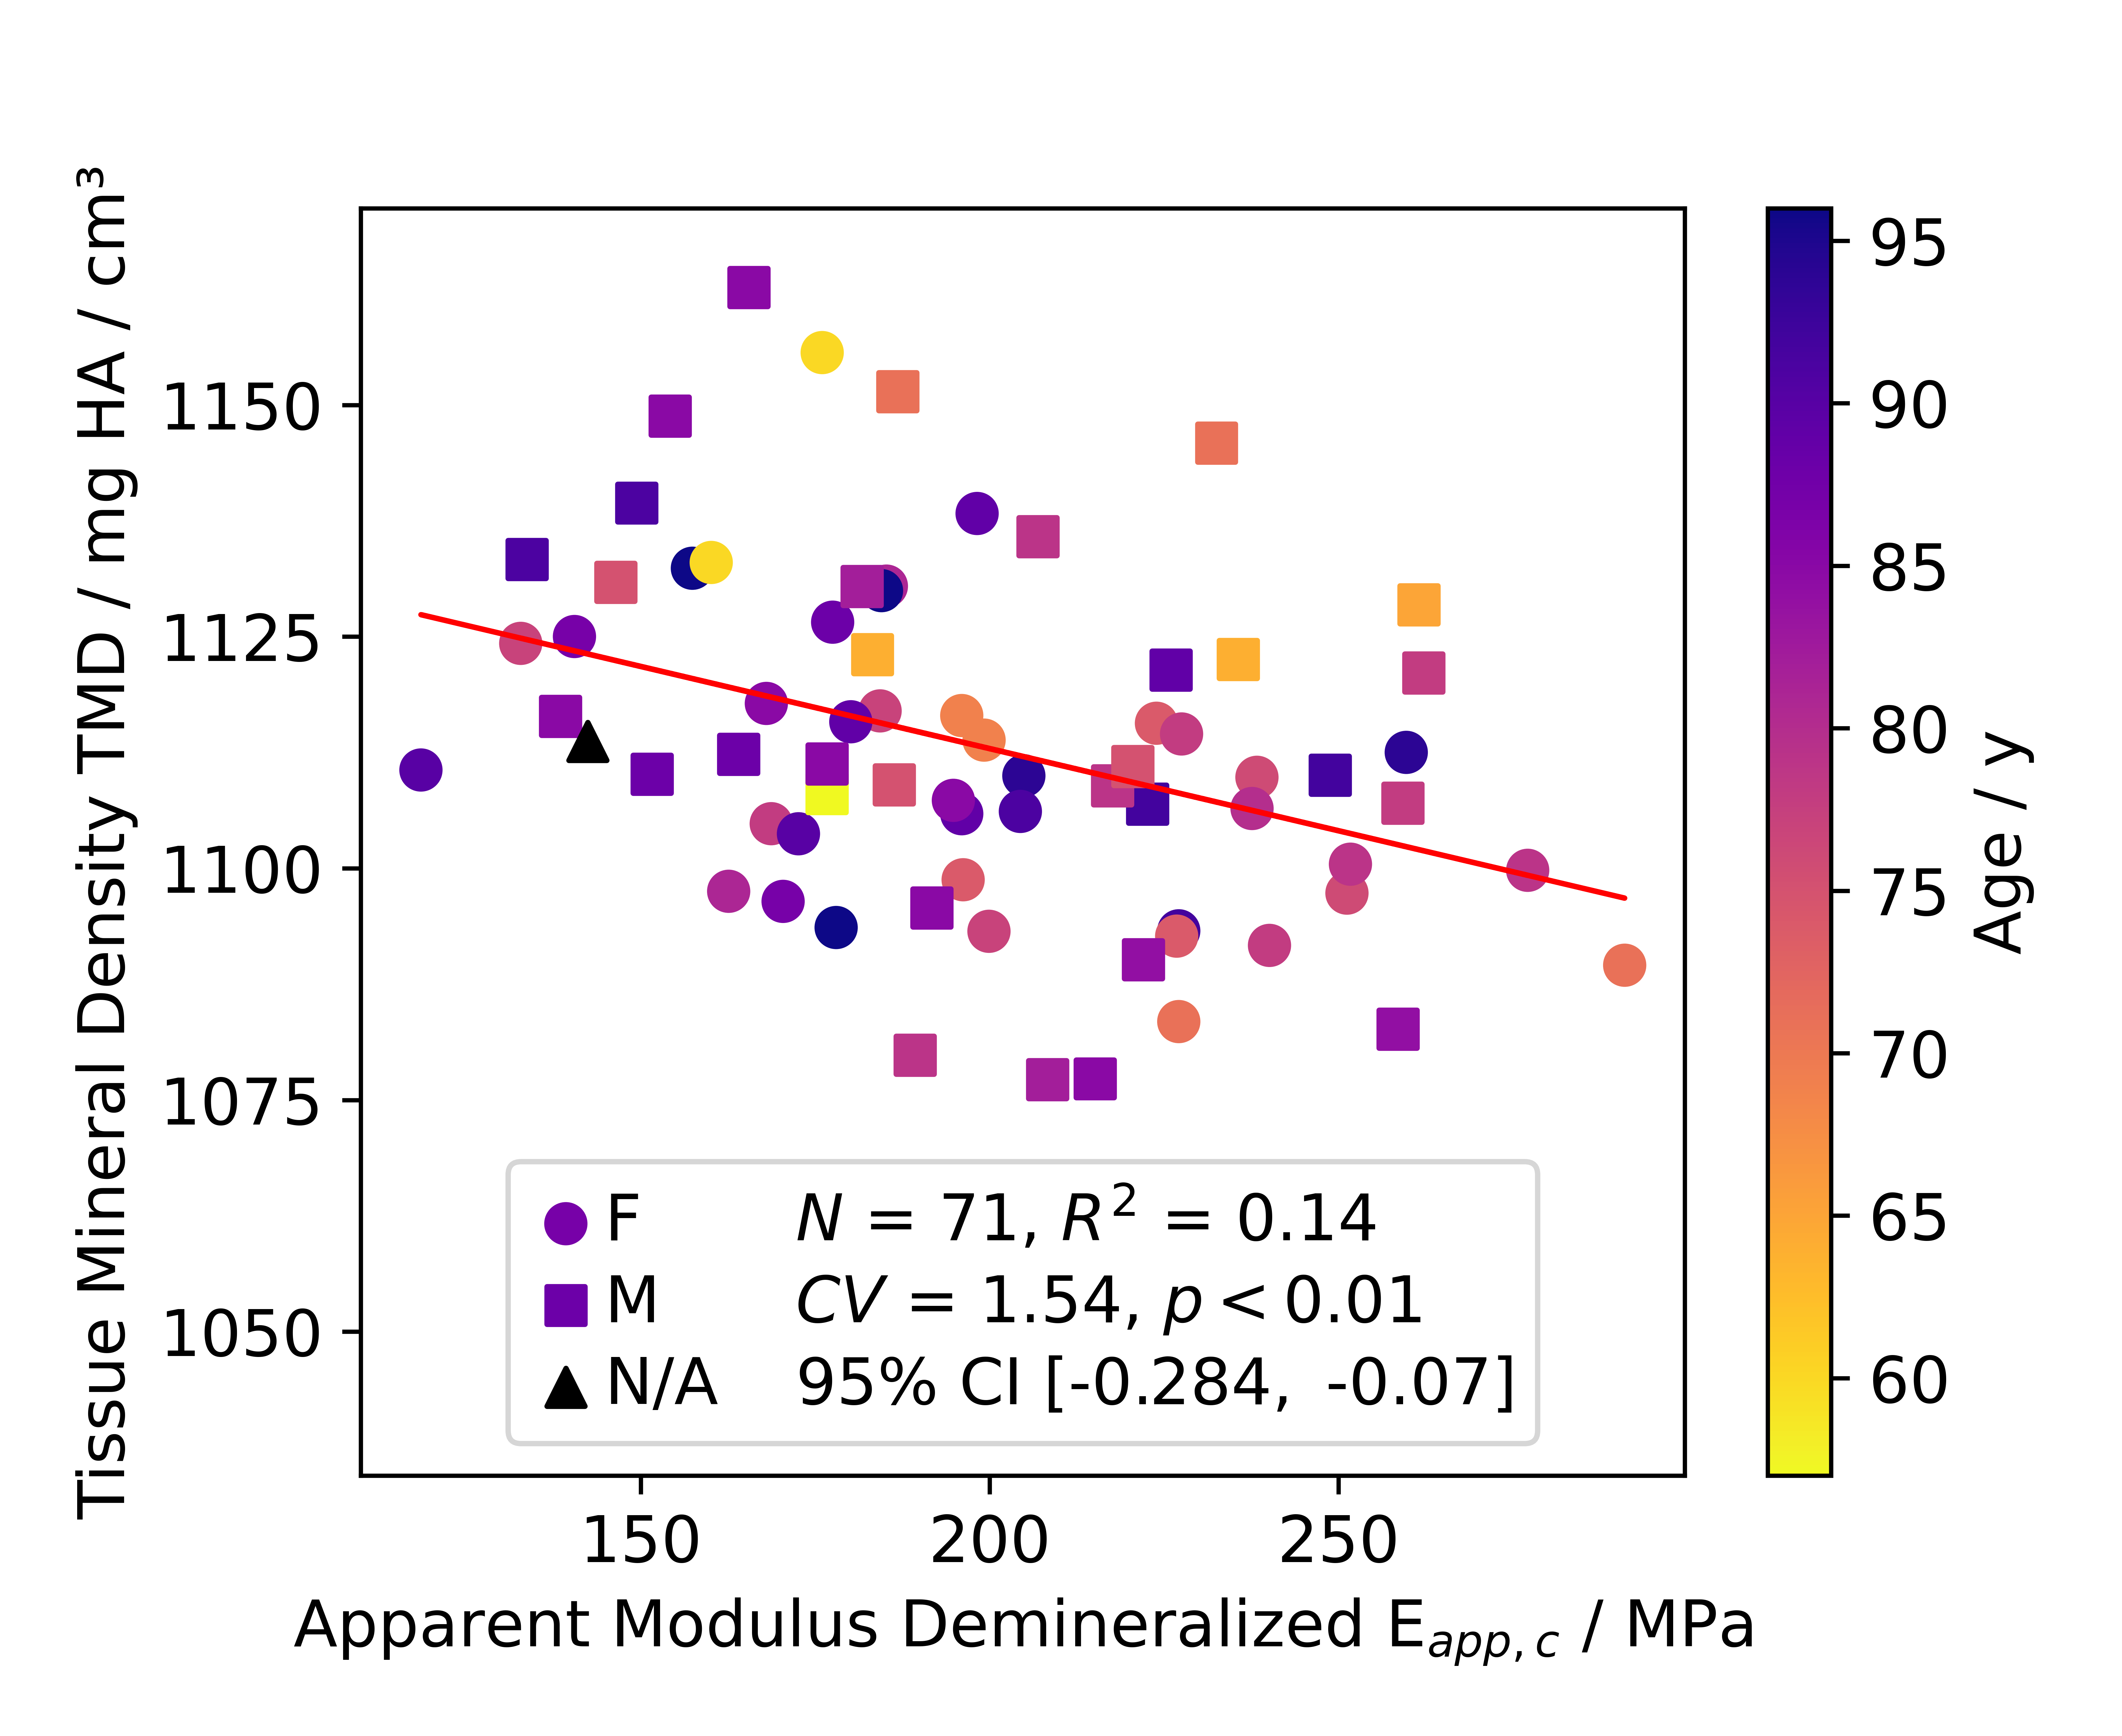 Tissue Mineral Density TMD / mg HA / cm³
1150
1125
1100
1075
1050
F
M
N/A
N = 71, R² = 0.14
CV = 1.54, p < 0.01
95% CI [-0.284, -0.07]
150
200
250
Apparent Modulus Demineralized E_app,c / MPa
95
90
85
80
75
70
65
60
Age / y